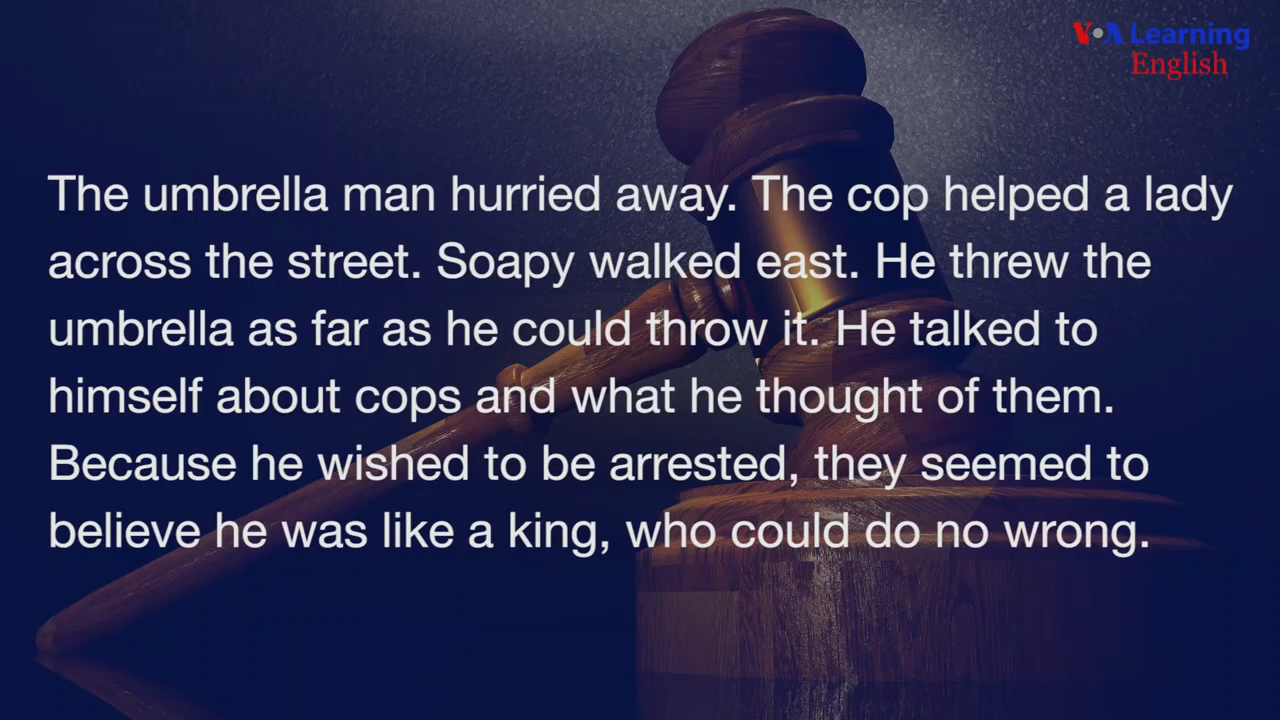 VOA Learning
English
The umbrella man hurried away. The cop helped a lady
across the street. Soapy walked east. He threw the
umbrella as far as he could throw it. He talked to
himself about cops and what he thought of them.
Because he wished to be arrested, they seemed to
believe he was like a king, who could do no wrong.